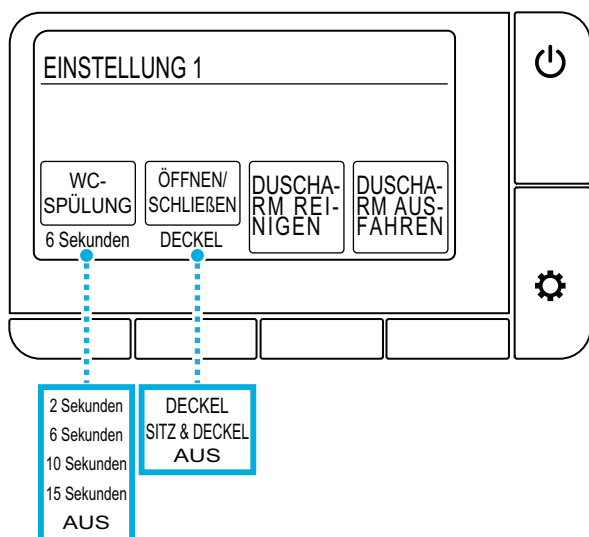 EINSTELLUNG 1
WC-
SPÜLUNG
6 Sekunden
ÖFFNEN/
SCHLIEßEN
DECKEL
DUSCHA-
RM REI-
NIGEN
DUSCHA-
RM AUS-
FAHREN
2 Sekunden
6 Sekunden
10 Sekunden
15 Sekunden
AUS
DECKEL
SITZ & DECKEL
AUS